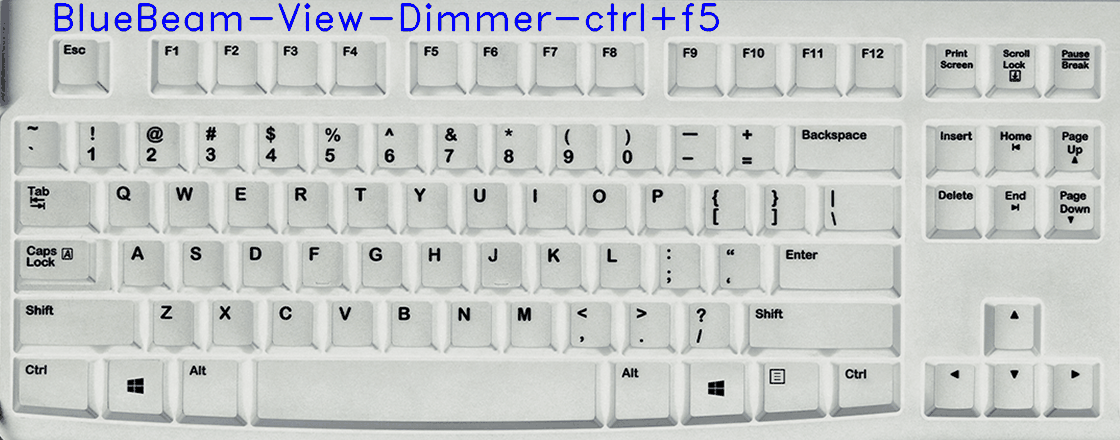 BlueBeam-View-Dimmer-ctrl+f5
Esc F1 F2 F3 F4 F5 F6 F7 F8 F9 F10 F11 F12 Print Screen Scroll Lock Pause Break
~ ` ! 1 @ 2 # 3 $ 4 % 5 ^ 6 & 7 * 8 ( 9 ) 0 — - + = Backspace Insert Home Page Up
Tab Q W E R T Y U I O P { [ } ] | \ Delete End Page Down
Caps Lock A S D F G H J K L : ; “ ‘ Enter
Shift Z X C V B N M < , > . ? / Shift
Ctrl Alt Alt Ctrl